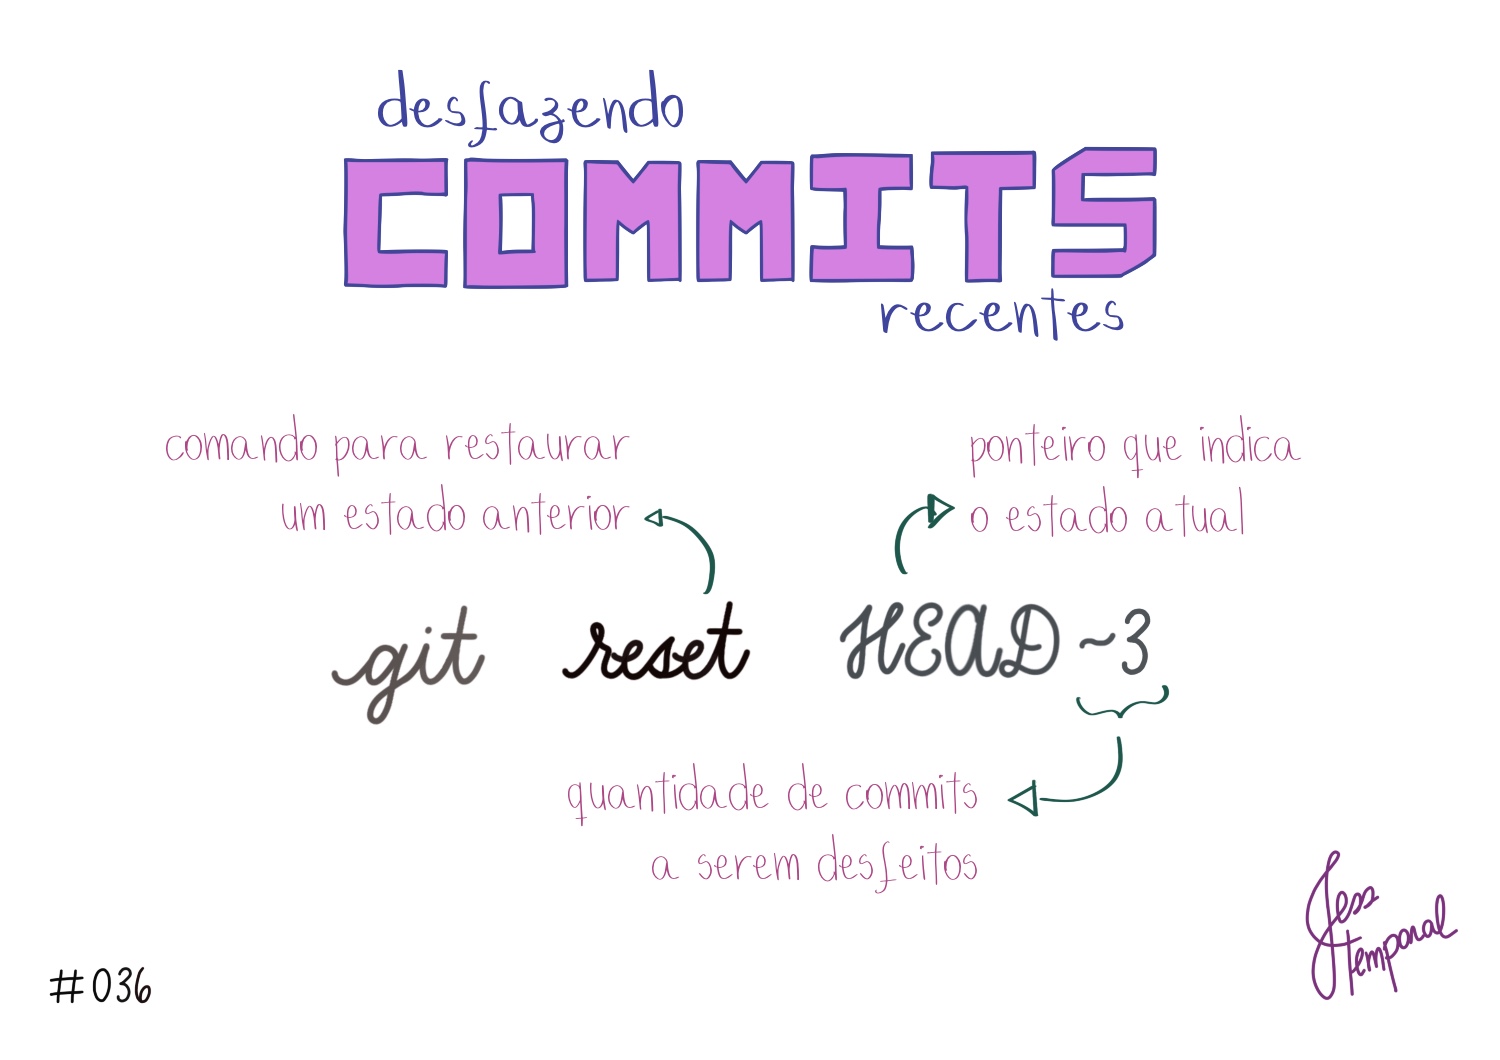 desfazendo
COMMITS
recentes
comando para restaurar
um estado anterior
ponteiro que indica
o estado atual
git reset HEAD ~3
quantidade de commits
a serem desfeitos
Jess
temporal
#036